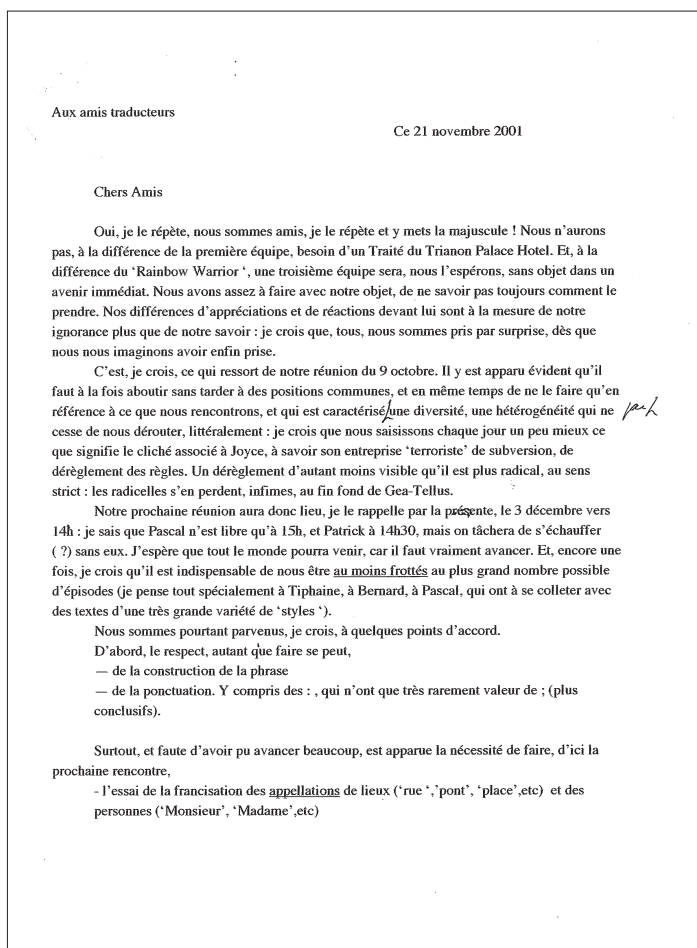 Aux amis traducteurs
Ce 21 novembre 2001
Chers Amis
Oui, je le répète, nous sommes amis, je le répète et y mets la majuscule ! Nous n'aurons
pas, à la différence de la première équipe, besoin d'un Traité du Trianon Palace Hotel. Et, à la
différence du ‘Rainbow Warrior ‘, une troisième équipe sera, nous l'espérons, sans objet dans un
avenir immédiat. Nous avons assez à faire avec notre objet, de ne savoir pas toujours comment le
prendre. Nos différences d'appréciations et de réactions devant lui sont à la mesure de notre
ignorance plus que de notre savoir : je crois que, tous, nous sommes pris par surprise, dès que
nous nous imaginons avoir enfin prise.
C'est, je crois, ce qui ressort de notre réunion du 9 octobre. Il y est apparu évident qu'il
faut à la fois aboutir sans tarder à des positions communes, et en même temps de ne le faire qu'en
référence à ce que nous rencontrons, et qui est caractérisé une diversité, une hétérogénéité qui ne par
cesse de nous dérouter, littéralement : je crois que nous saisissons chaque jour un peu mieux ce
que signifie le cliché associé à Joyce, à savoir son entreprise ‘terroriste’ de subversion, de
dérèglement des règles. Un dérèglement d'autant moins visible qu'il est plus radical, au sens
strict : les radicelles s'en perdent, infimes, au fin fond de Gea-Tellus.
Notre prochaine réunion aura donc lieu, je le rappelle par la présente, le 3 décembre vers
14h : je sais que Pascal n'est libre qu'à 15h, et Patrick à 14h30, mais on tâchera de s'échauffer
( ?) sans eux. J'espère que tout le monde pourra venir, car il faut vraiment avancer. Et, encore une
fois, je crois qu'il est indispensable de nous être au moins frottés au plus grand nombre possible
d'épisodes (je pense tout spécialement à Tiphaine, à Bernard, à Pascal, qui ont à se colleter avec
des textes d'une très grande variété de ‘styles ‘).
Nous sommes pourtant parvenus, je crois, à quelques points d'accord.
D'abord, le respect, autant que faire se peut,
— de la construction de la phrase
— de la ponctuation. Y compris des : , qui n'ont que très rarement valeur de ; (plus
conclusifs).
Surtout, et faute d'avoir pu avancer beaucoup, est apparue la nécessité de faire, d'ici la
prochaine rencontre,
- l'essai de la francisation des appellations de lieux (‘rue ‘,’pont’, ‘place’,etc) et des
personnes (‘Monsieur’, ‘Madame’,etc)